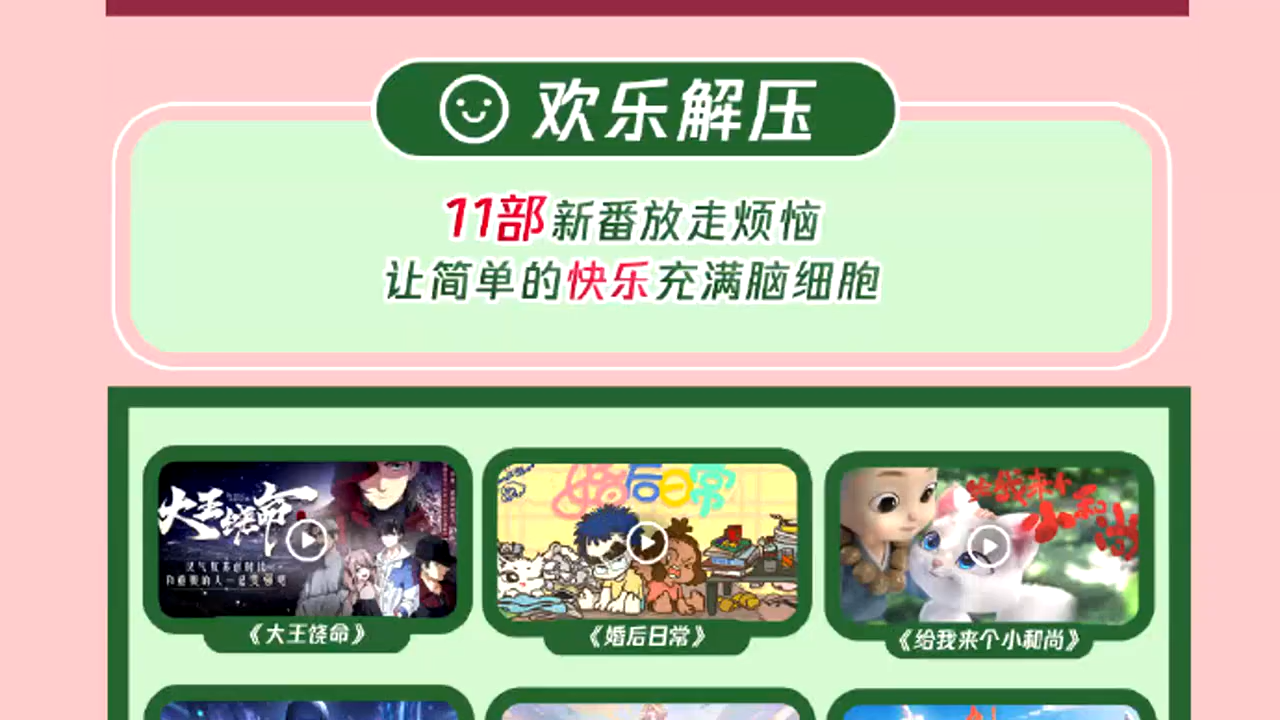 欢乐解压
11部新番放走烦恼
让简单的快乐充满脑细胞
大王饶命
婚后日常
给我来个小和尚
《大王饶命》
《婚后日常》
《给我来个小和尚》